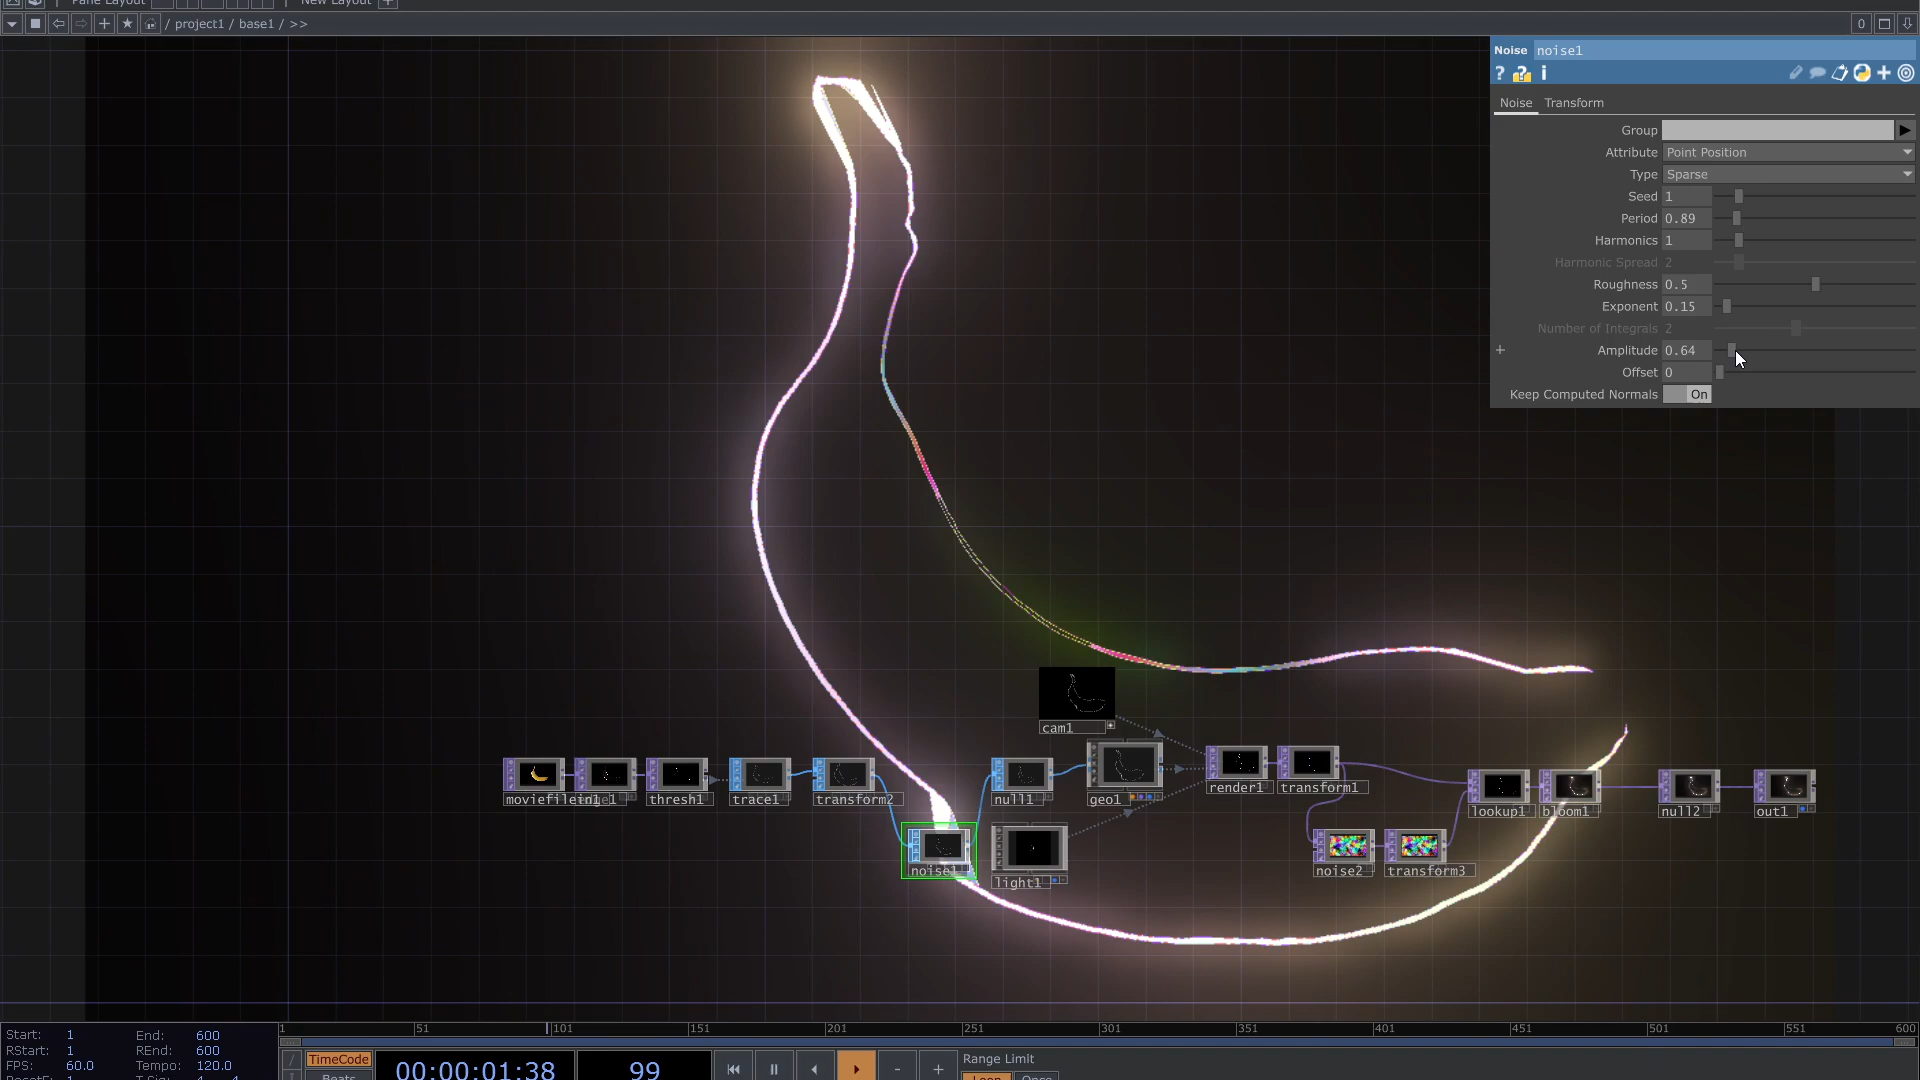 Pane Layout New Layout +
/ project1 / base1 / >> 0
Noise noise1
? ? i
Noise Transform
Group
Attribute Point Position
Type Sparse
Seed 1
Period 0.89
Harmonics 1
Harmonic Spread 2
Roughness 0.5
Exponent 0.15
Number of Integrals 2
+ Amplitude 0.64
Offset 0
Keep Computed Normals On
cam1
moviefilein1
thresh1
trace1
transform2
null1
geo1
render1
transform1
lookup1
bloom1
null2
out1
noise1
light1
noise2
transform3
1 51 101 151 201 251 301 351 401 451 501 551 600
Start: 1 End: 600
RStart: 1 REnd: 600
FPS: 60.0 Tempo: 120.0
TimeCode
Beats
00:00:01:38 99
- +
Range Limit
Loop Once